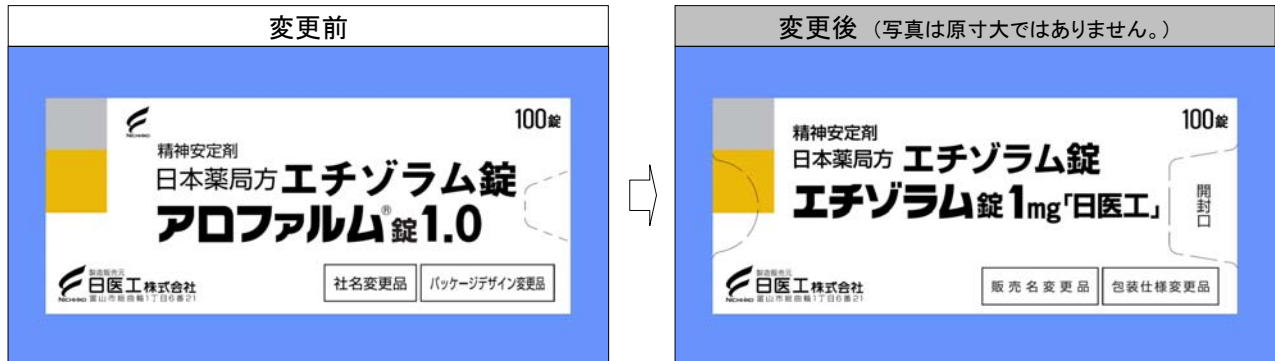 変更前
NICHIIKO
100錠
精神安定剤
日本薬局方 エチゾラム錠
アロファルム®錠1.0
製造販売元
NICHIIKO 日医工株式会社
富山市総曲輪1丁目6番21
社名変更品
パッケージデザイン変更品
変更後 (写真は原寸大ではありません。)
100錠
精神安定剤
日本薬局方 エチゾラム錠
エチゾラム錠1mg「日医工」
開封口
製造販売元
NICHIIKO 日医工株式会社
富山市総曲輪1丁目6番21
販売名変更品
包装仕様変更品